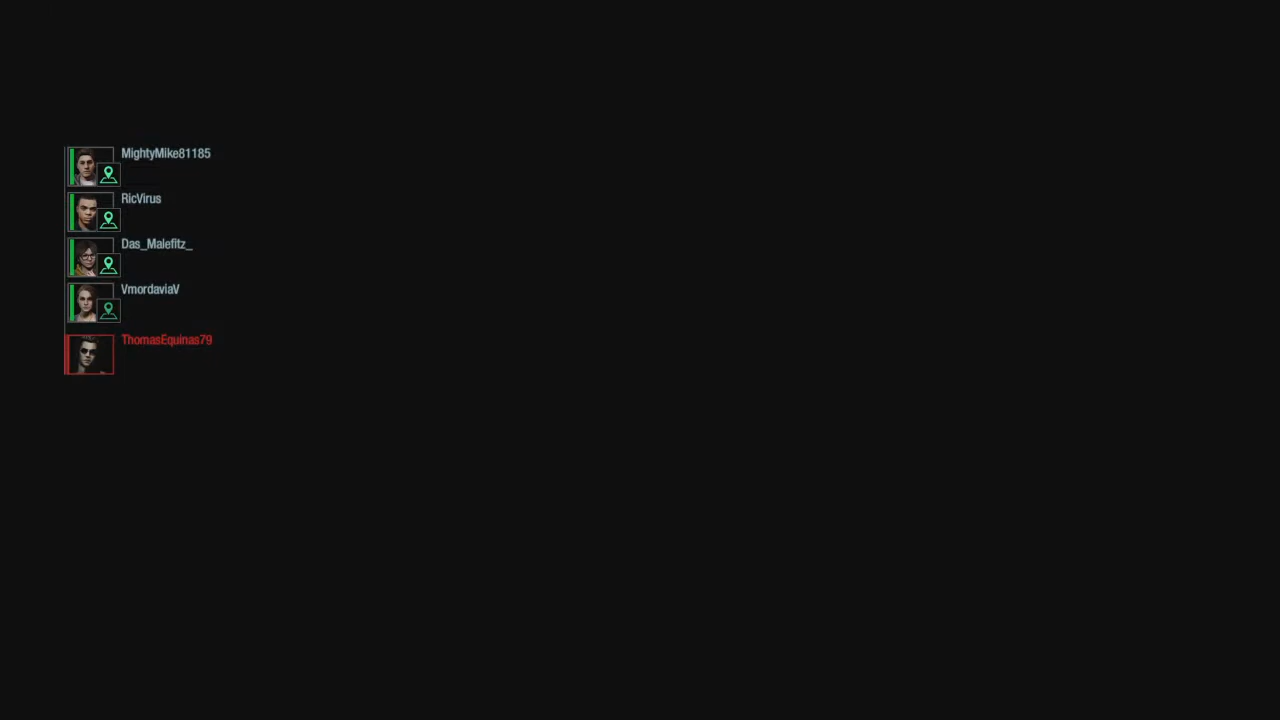 MightyMike81185
RicVirus
Das_Malefitz_
VmordaviaV
ThomasEquinas79